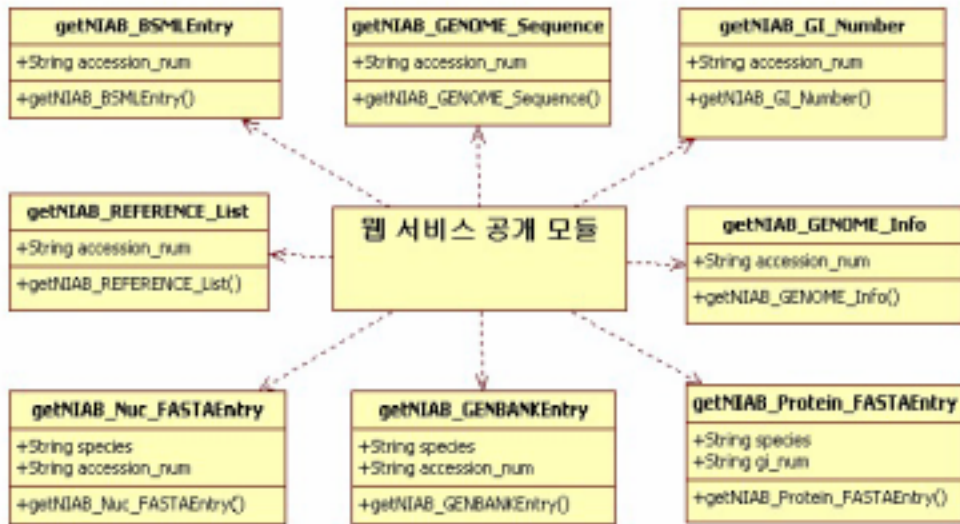 getNIAB_BSMLEntry
+String accession_num
+getNIAB_BSMLEntry()
getNIAB_GENOME_Sequence
+String accession_num
+getNIAB_GENOME_Sequence()
getNIAB_GI_Number
+String accession_num
+getNIAB_GI_Number()
getNIAB_REFERENCE_List
+String accession_num
+getNIAB_REFERENCE_List()
웹 서비스 공개 모듈
getNIAB_GENOME_Info
+String accession_num
+getNIAB_GENOME_Info()
getNIAB_Nuc_FASTAEntry
+String species
+String accession_num
+getNIAB_Nuc_FASTAEntry()
getNIAB_GENBANKEntry
+String species
+String accession_num
+getNIAB_GENBANKEntry()
getNIAB_Protein_FASTAEntry
+String species
+String gi_num
+getNIAB_Protein_FASTAEntry()